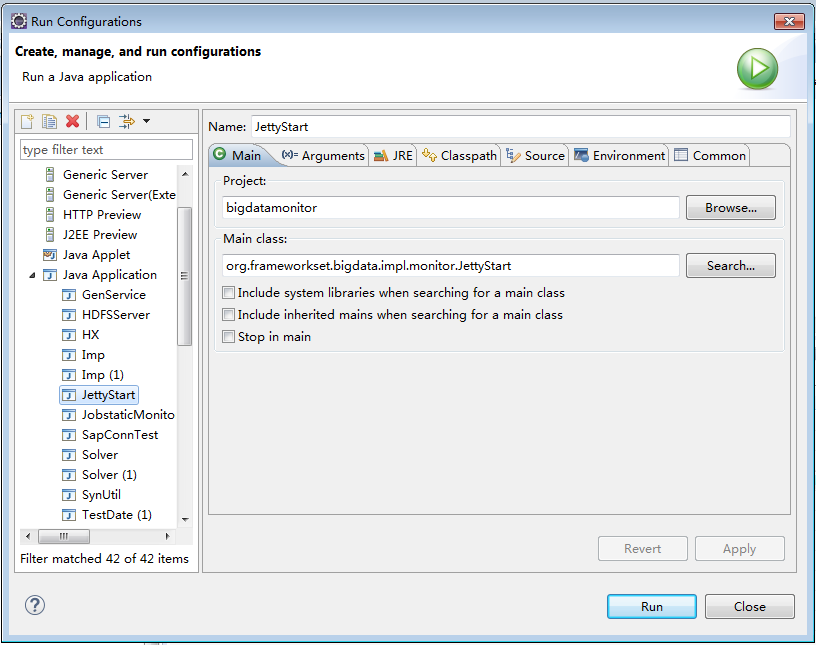 Run Configurations
Create, manage, and run configurations
Run a Java application
type filter text
Generic Server
Generic Server(Exte
HTTP Preview
J2EE Preview
Java Applet
Java Application
GenService
HDFSServer
HX
Imp
Imp (1)
JettyStart
JobstaticMonito
SapConnTest
Solver
Solver (1)
SynUtil
TestDate (1)
Filter matched 42 of 42 items
Name: JettyStart
Main (x)= Arguments JRE Classpath Source Environment Common
Project:
bigdatamonitor Browse...
Main class:
org.frameworkset.bigdata.impl.monitor.JettyStart Search...
Include system libraries when searching for a main class
Include inherited mains when searching for a main class
Stop in main
Revert Apply
Run Close